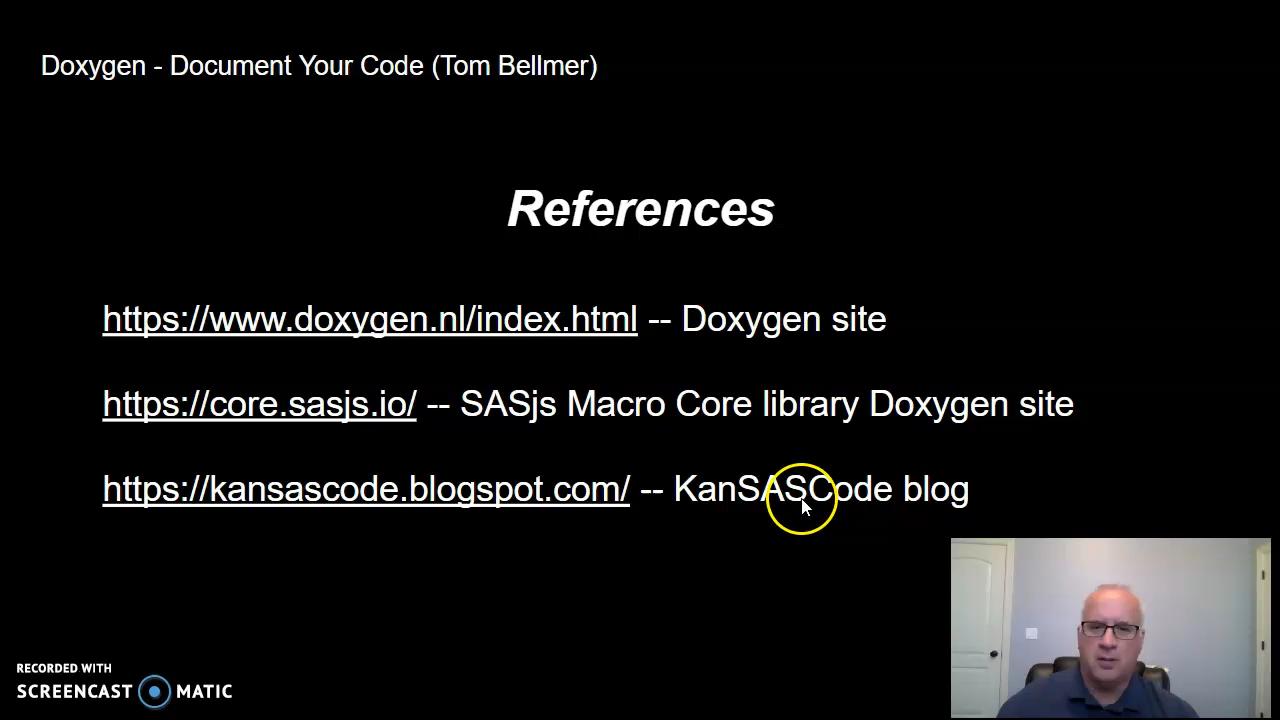 Doxygen - Document Your Code (Tom Bellmer)
References
https://www.doxygen.nl/index.html -- Doxygen site
https://core.sasjs.io/ -- SASjs Macro Core library Doxygen site
https://kansascode.blogspot.com/ -- KanSASCode blog
RECORDED WITH
SCREENCAST MATIC